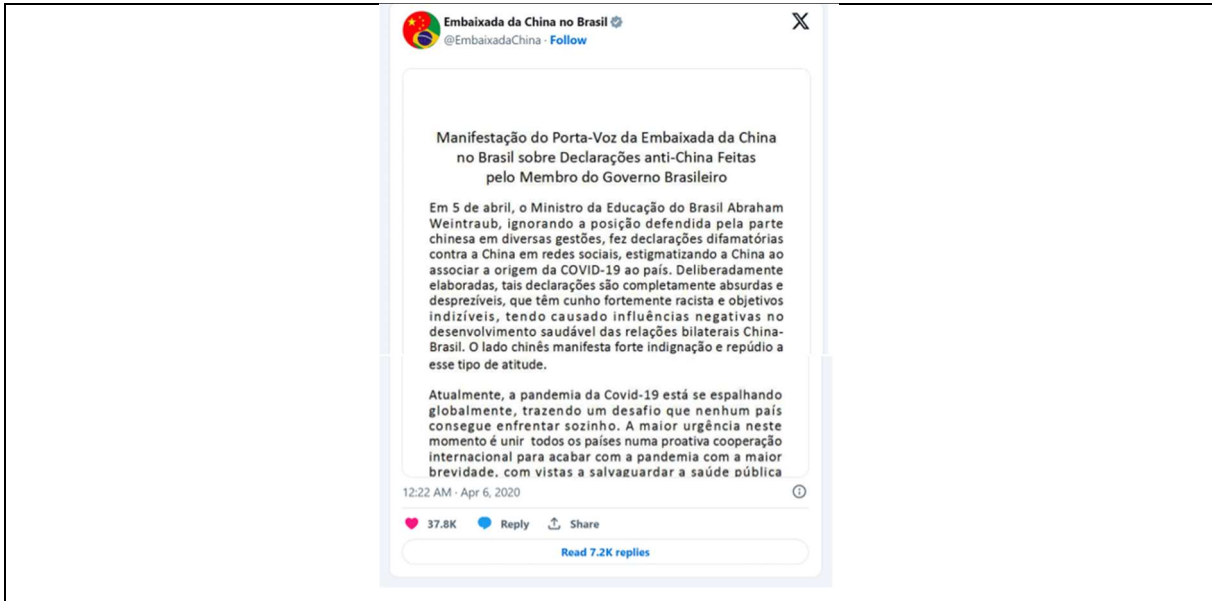 Embaixada da China no Brasil
@EmbaixadaChina · Follow
Manifestação do Porta-Voz da Embaixada da China
no Brasil sobre Declarações anti-China Feitas
pelo Membro do Governo Brasileiro
Em 5 de abril, o Ministro da Educação do Brasil Abraham
Weintraub, ignorando a posição defendida pela parte
chinesa em diversas gestões, fez declarações difamatórias
contra a China em redes sociais, estigmatizando a China ao
associar a origem da COVID-19 ao país. Deliberadamente
elaboradas, tais declarações são completamente absurdas e
desprezíveis, que têm cunho fortemente racista e objetivos
indizíveis, tendo causado influências negativas no
desenvolvimento saudável das relações bilaterais China-
Brasil. O lado chinês manifesta forte indignação e repúdio a
esse tipo de atitude.
Atualmente, a pandemia da Covid-19 está se espalhando
globalmente, trazendo um desafio que nenhum país
consegue enfrentar sozinho. A maior urgência neste
momento é unir todos os países numa proativa cooperação
internacional para acabar com a pandemia com a maior
brevidade, com vistas a salvaguardar a saúde pública
12:22 AM · Apr 6, 2020
37.8K Reply Share
Read 7.2K replies